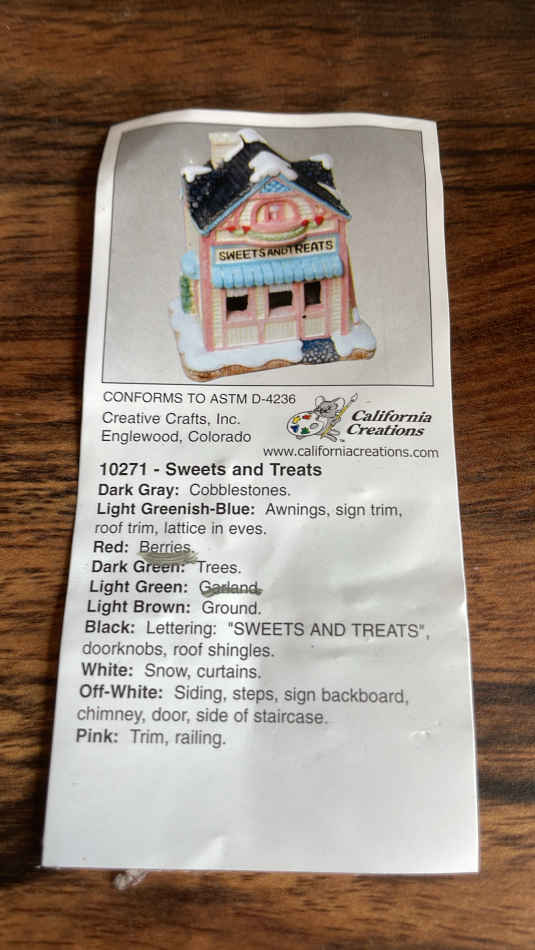 SWEETS AND TREATS
CONFORMS TO ASTM D-4236
Creative Crafts, Inc.
Englewood, Colorado
California
Creations
TM
www.californiacreations.com
10271 - Sweets and Treats
Dark Gray: Cobblestones.
Light Greenish-Blue: Awnings, sign trim,
roof trim, lattice in eves.
Red: Berries.
Dark Green: Trees.
Light Green: Garland.
Light Brown: Ground.
Black: Lettering: "SWEETS AND TREATS",
doorknobs, roof shingles.
White: Snow, curtains.
Off-White: Siding, steps, sign backboard,
chimney, door, side of staircase.
Pink: Trim, railing.